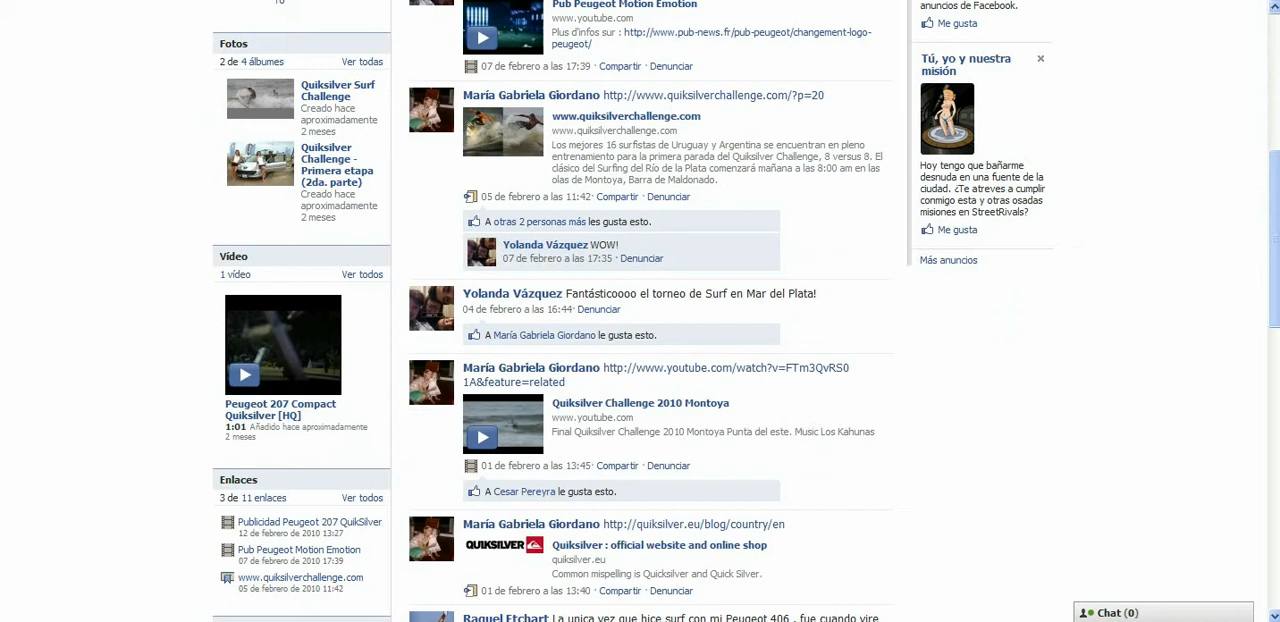 Fotos
2 de 4 álbumes Ver todas
Quiksilver Surf
Challenge
Creado hace
aproximadamente
2 meses
Quiksilver
Challenge -
Primera etapa
(2da. parte)
Creado hace
aproximadamente
2 meses
Vídeo
1 vídeo Ver todos
Peugeot 207 Compact
Quiksilver [HQ]
1:01 Añadido hace aproximadamente
2 meses
Enlaces
3 de 11 enlaces Ver todos
Publicidad Peugeot 207 QuikSilver
12 de febrero de 2010 13:27
Pub Peugeot Motion Emotion
07 de febrero de 2010 17:39
www.quiksilverchallenge.com
05 de febrero de 2010 11:42
Pub Peugeot Motion Emotion
www.youtube.com
Plus d'infos sur : http://www.pub-news.fr/pub-peugeot/changement-logo-
peugeot/
07 de febrero a las 17:39 · Compartir · Denunciar
María Gabriela Giordano http://www.quiksilverchallenge.com/?p=20
www.quiksilverchallenge.com
www.quiksilverchallenge.com
Los mejores 16 surfistas de Uruguay y Argentina se encuentran en pleno
entrenamiento para la primera parada del Quiksilver Challenge, 8 versus 8. El
clásico del Surfing del Río de la Plata comenzará mañana a las 8:00 am en las
olas de Montoya, Barra de Maldonado.
05 de febrero a las 11:42 · Compartir · Denunciar
A otras 2 personas más les gusta esto.
Yolanda Vázquez WOW!
07 de febrero a las 17:35 · Denunciar
Yolanda Vázquez Fantásticoooo el torneo de Surf en Mar del Plata!
04 de febrero a las 16:44 · Denunciar
A María Gabriela Giordano le gusta esto.
María Gabriela Giordano http://www.youtube.com/watch?v=FTm3QvRS0
1A&feature=related
Quiksilver Challenge 2010 Montoya
www.youtube.com
Final Quiksilver Challenge 2010 Montoya Punta del este. Music Los Kahunas
01 de febrero a las 13:45 · Compartir · Denunciar
A Cesar Pereyra le gusta esto.
María Gabriela Giordano http://quiksilver.eu/blog/country/en
QUIKSILVER
Quiksilver : official website and online shop
quiksilver.eu
Common mispelling is Quicksilver and Quick Silver.
01 de febrero a las 13:40 · Compartir · Denunciar
Raquel Etchart La unica vez que hice surf con mi Peugeot 406 , fue cuando vire
anuncios de Facebook.
Me gusta
Tú, yo y nuestra
misión
Hoy tengo que bañarme
desnuda en una fuente de la
ciudad. ¿Te atreves a cumplir
conmigo esta y otras osadas
misiones en StreetRivals?
Me gusta
Más anuncios
Chat (0)